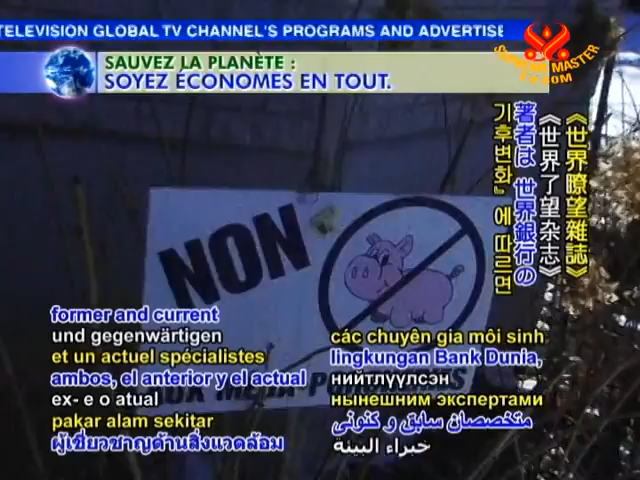 TELEVISION GLOBAL TV CHANNEL'S PROGRAMS AND ADVERTISE
SUPREME MASTER
TV.COM
SAUVEZ LA PLANÈTE :
SOYEZ ÉCONOMES EN TOUT.
《世界瞭望雜誌》
《世界了望杂志》
著者は 世界銀行の
기후변화』에 따르면
NON
former and current
und gegenwärtigen
et un actuel spécialistes
ambos, el anterior y el actual
ex- e o atual
pakar alam sekitar
ผู้เชี่ยวชาญด้านสิ่งแวดล้อม
các chuyên gia môi sinh
lingkungan Bank Dunia,
нийтлүүлсэн
нынешним экспертами
متخصصان سابق و کنونی
خبراء البيئة